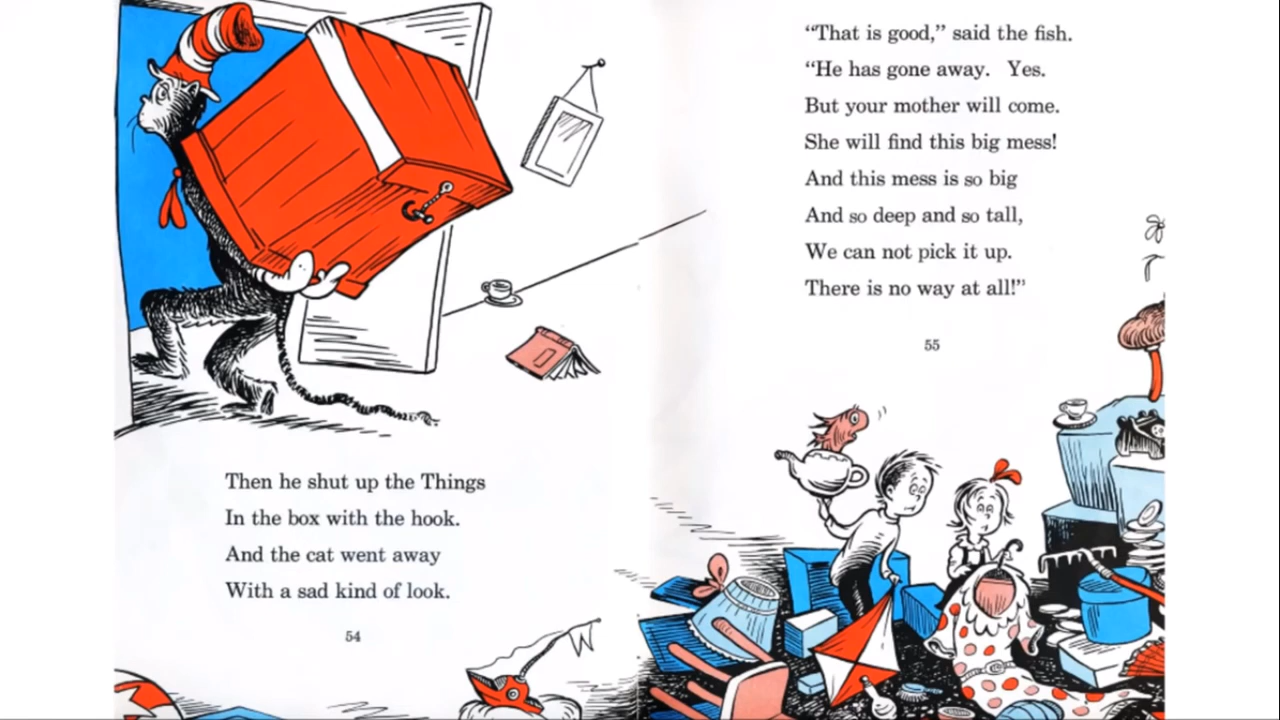 Then he shut up the Things
In the box with the hook.
And the cat went away
With a sad kind of look.
54
“That is good,” said the fish.
“He has gone away. Yes.
But your mother will come.
She will find this big mess!
And this mess is so big
And so deep and so tall,
We can not pick it up.
There is no way at all!”
55